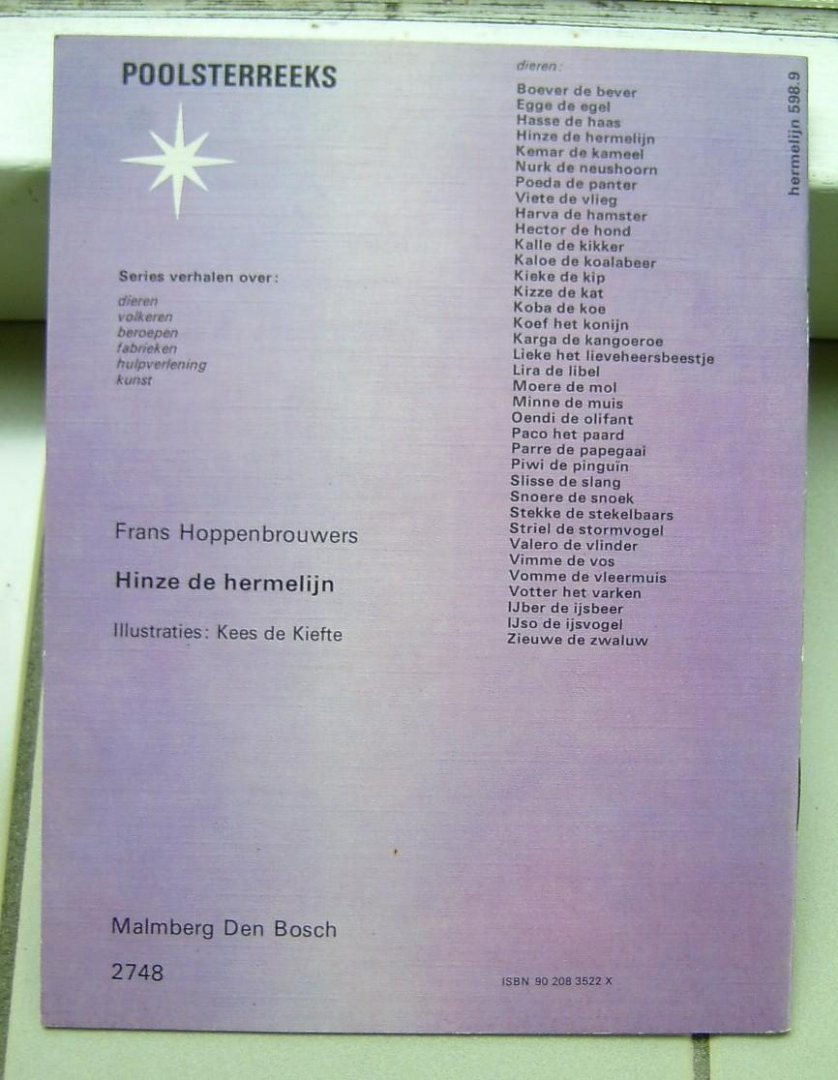 POOLSTERREEKS
Series verhalen over:
dieren
volkeren
beroepen
fabrieken
hulpverlening
kunst
Frans Hoppenbrouwers
Hinze de hermelijn
Illustraties: Kees de Kiefte
Malmberg Den Bosch
2748
dieren:
Boever de bever
Egge de egel
Hasse de haas
Hinze de hermelijn
Kemar de kameel
Nurk de neushoorn
Poeda de panter
Viete de vlieg
Harva de hamster
Hector de hond
Kalle de kikker
Kaloe de koalabeer
Kieke de kip
Kizze de kat
Koba de koe
Koef het konijn
Karga de kangoeroe
Lieke het lieveheersbeestje
Lira de libel
Moere de mol
Minne de muis
Oendi de olifant
Paco het paard
Parre de papegaai
Piwi de pinguïn
Slisse de slang
Snoere de snoek
Stekke de stekelbaars
Striel de stormvogel
Valero de vlinder
Vimme de vos
Vomme de vleermuis
Votter het varken
IJber de ijsbeer
IJso de ijsvogel
Zieuwe de zwaluw
ISBN 90 208 3522 X
hermelijn 598.9